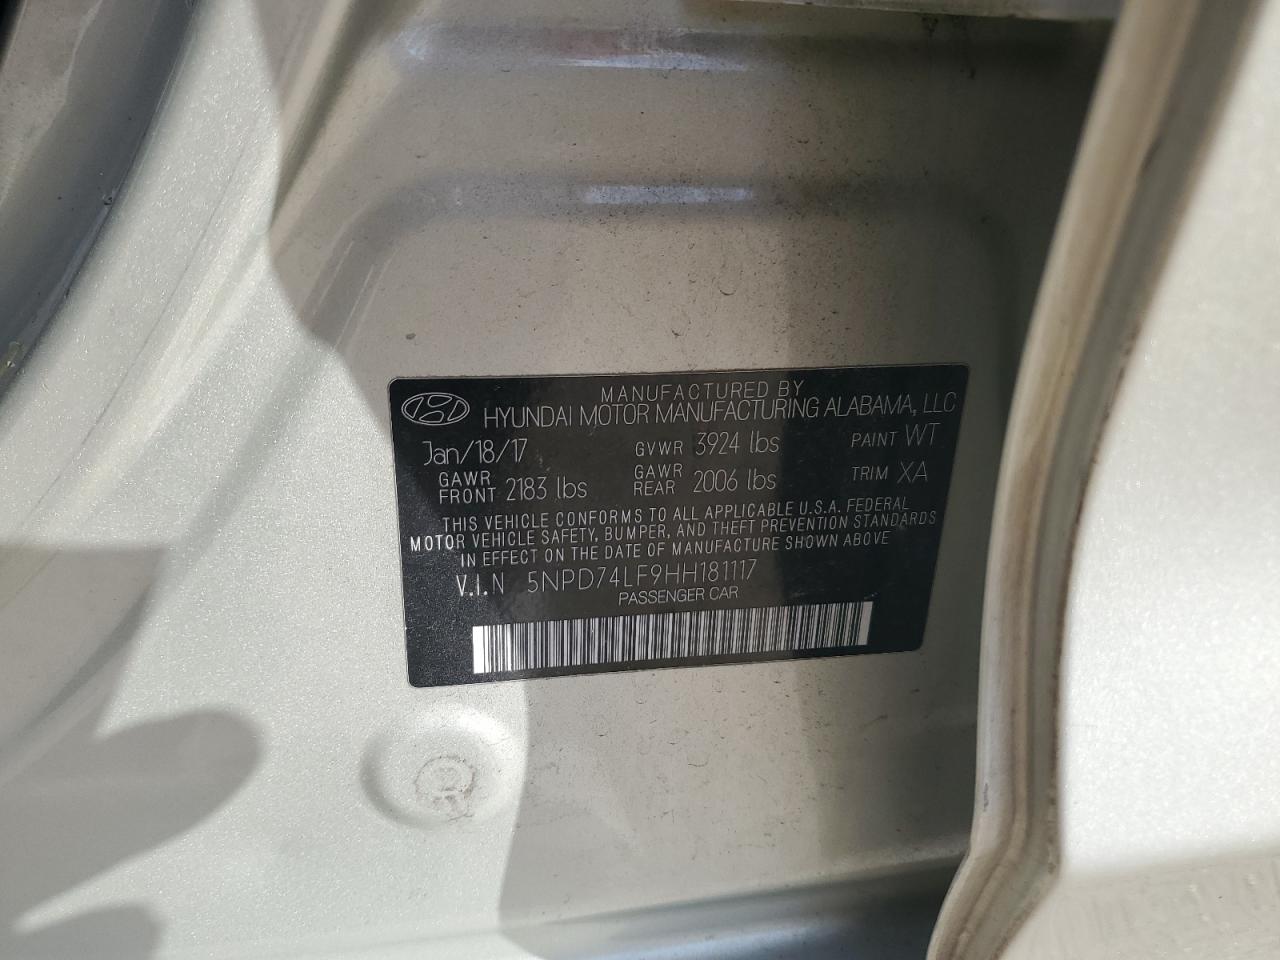 MANUFACTURED BY
HYUNDAI MOTOR MANUFACTURING ALABAMA, LLC
Jan/18/17 GVWR 3924 lbs PAINT WT
GAWR FRONT 2183 lbs GAWR REAR 2006 lbs TRIM XA
THIS VEHICLE CONFORMS TO ALL APPLICABLE U.S.A. FEDERAL
MOTOR VEHICLE SAFETY, BUMPER, AND THEFT PREVENTION STANDARDS
IN EFFECT ON THE DATE OF MANUFACTURE SHOWN ABOVE
V.I.N 5NPD74LF9HH181117
PASSENGER CAR